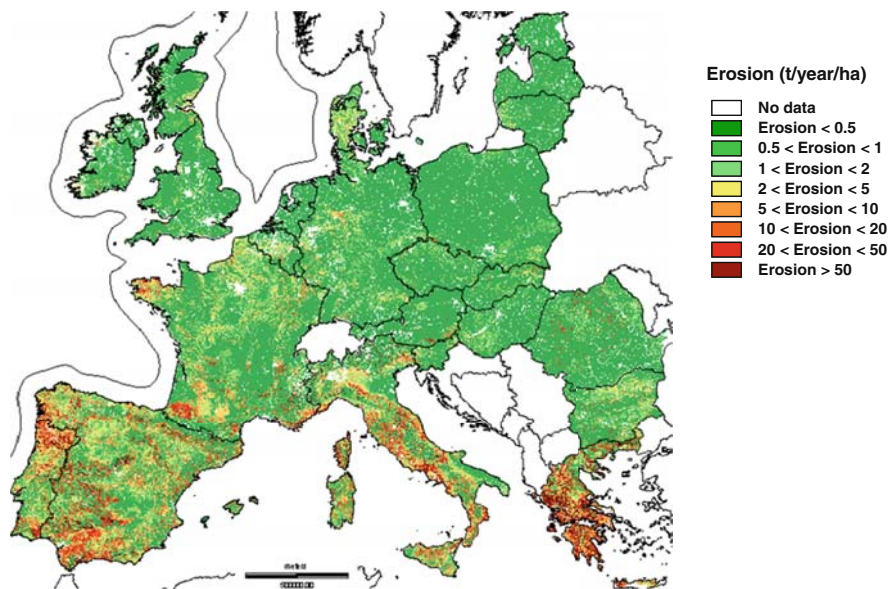 Erosion (t/year/ha)
No data
Erosion < 0.5
0.5 < Erosion < 1
1 < Erosion < 2
2 < Erosion < 5
5 < Erosion < 10
10 < Erosion < 20
20 < Erosion < 50
Erosion > 50